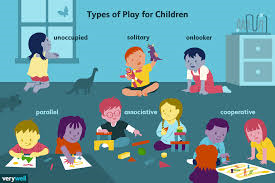 Types of Play for Children
unoccupied
solitary
onlooker
parallel
associative
cooperative
verywell